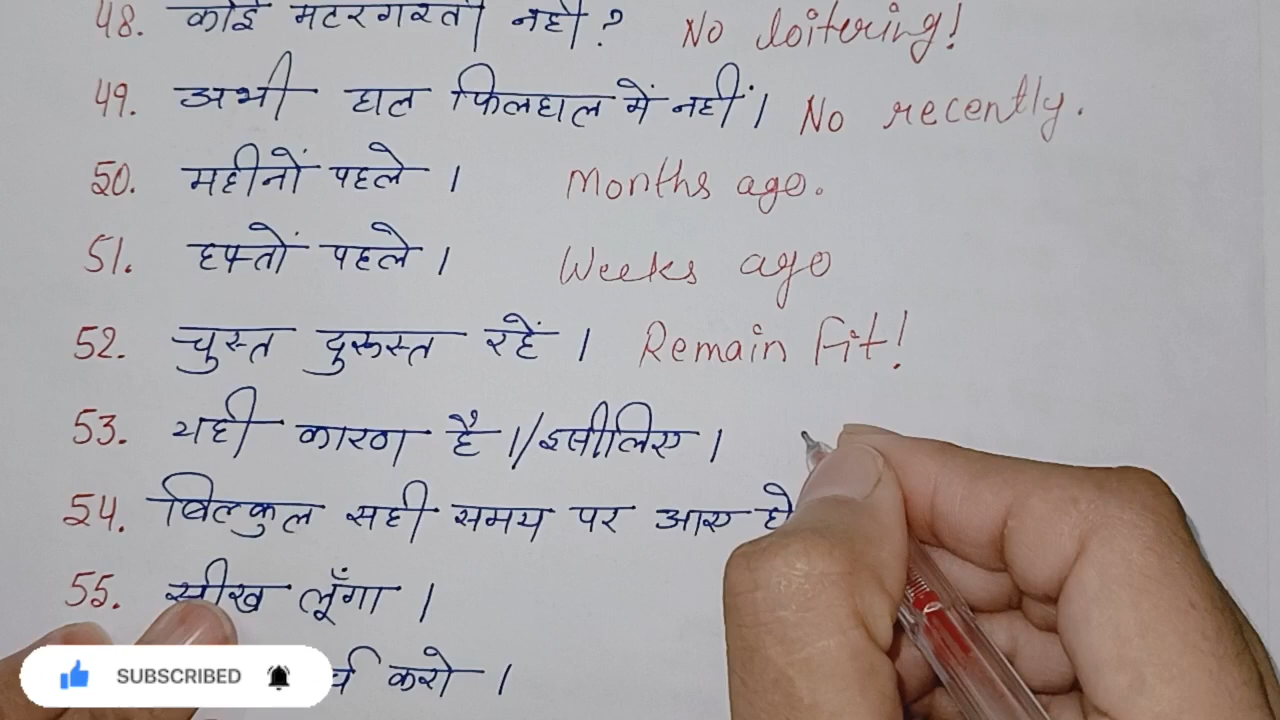 48. कोई मटरगश्ती नहीं? No loitering!
49. अभी हाल फिलहाल में नहीं। No recently.
50. महीनों पहले। Months ago.
51. हफ्तों पहले। Weeks ago
52. चुस्त दुरूस्त रहें। Remain fit!
53. यही कारण है।/इसीलिए।
54. बिल्कुल सही समय पर आए हो
55. सीख लूँगा।
करो।
SUBSCRIBED